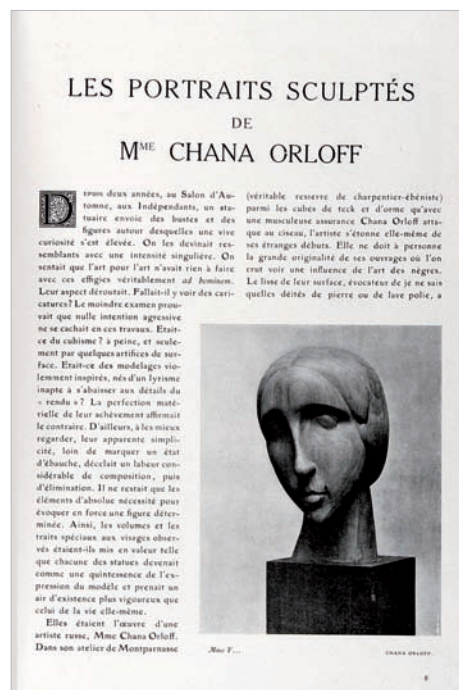 LES PORTRAITS SCULPTÉS
DE
MME CHANA ORLOFF
DEPUIS deux années, au Salon d'Au-
tomne, aux Indépendants, un sta-
tuaire envoie des bustes et des
figures autour desquelles une vive
curiosité s'est élevée. On les devinait res-
semblants avec une intensité singulière. On
sentait que l'art pour l'art n'avait rien à faire
avec ces effigies véritablement ad hominem.
Leur aspect déroutait. Fallait-il y voir des cari-
catures? Le moindre examen prou-
vait que nulle intention agressive
ne se cachait en ces travaux. Etait-
ce du cubisme? à peine, et seule-
ment par quelques artifices de sur-
face. Etait-ce des modelages vio-
lemment inspirés, nés d'un lyrisme
inapte à s'abaisser aux détails du
« rendu »? La perfection maté-
rielle de leur achèvement affirmait
le contraire. D'ailleurs, à les mieux
regarder, leur apparente simpli-
cité, loin de marquer un état
d'ébauche, décelait un labeur con-
sidérable de composition, puis
d'élimination. Il ne restait que les
éléments d'absolue nécessité pour
évoquer en force une figure déter-
minée. Ainsi, les volumes et les
traits spéciaux aux visages obser-
vés étaient-ils mis en valeur telle
que chacune des statues devenait
comme une quintessence de l'ex-
pression du modèle et prenait un
air d'existence plus vigoureux que
celui de la vie elle-même.
Elles étaient l'œuvre d'une
artiste russe, Mme Chana Orloff.
Dans son atelier de Montparnasse
(véritable resserre de charpentier-ébéniste)
parmi les cubes de teck et d'orme qu'avec
une musculeuse assurance Chana Orloff atta-
que au ciseau, l'artiste s'étonne elle-même de
ses étranges débuts. Elle ne doit à personne
la grande originalité de ses ouvrages où l'on
crut voir une influence de l'art des nègres.
Le lisse de leur surface, évocateur de je ne sais
quelles déités de pierre ou de lave polie, a
Mme V...
CHANA ORLOFF.